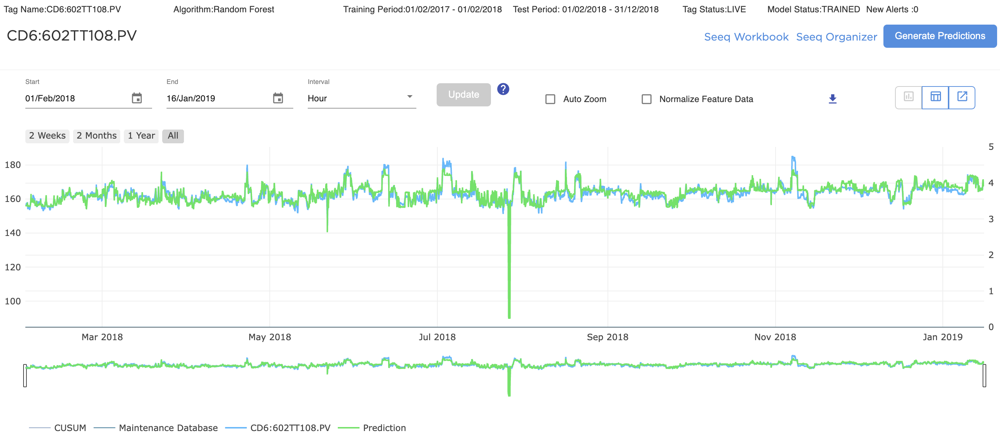 Tag Name:CD6:602TT108.PV Algorithm:Random Forest Training Period:01/02/2017 - 01/02/2018 Test Period: 01/02/2018 - 31/12/2018 Tag Status:LIVE Model Status:TRAINED New Alerts :0
CD6:602TT108.PV Seeq Workbook Seeq Organizer Generate Predictions
Start End Interval
01/Feb/2018 16/Jan/2019 Hour Update ? Auto Zoom Normalize Feature Data
2 Weeks 2 Months 1 Year All
180
160
140
120
100
5
4
3
2
1
0
Mar 2018 May 2018 Jul 2018 Sep 2018 Nov 2018 Jan 2019
CUSUM Maintenance Database CD6:602TT108.PV Prediction